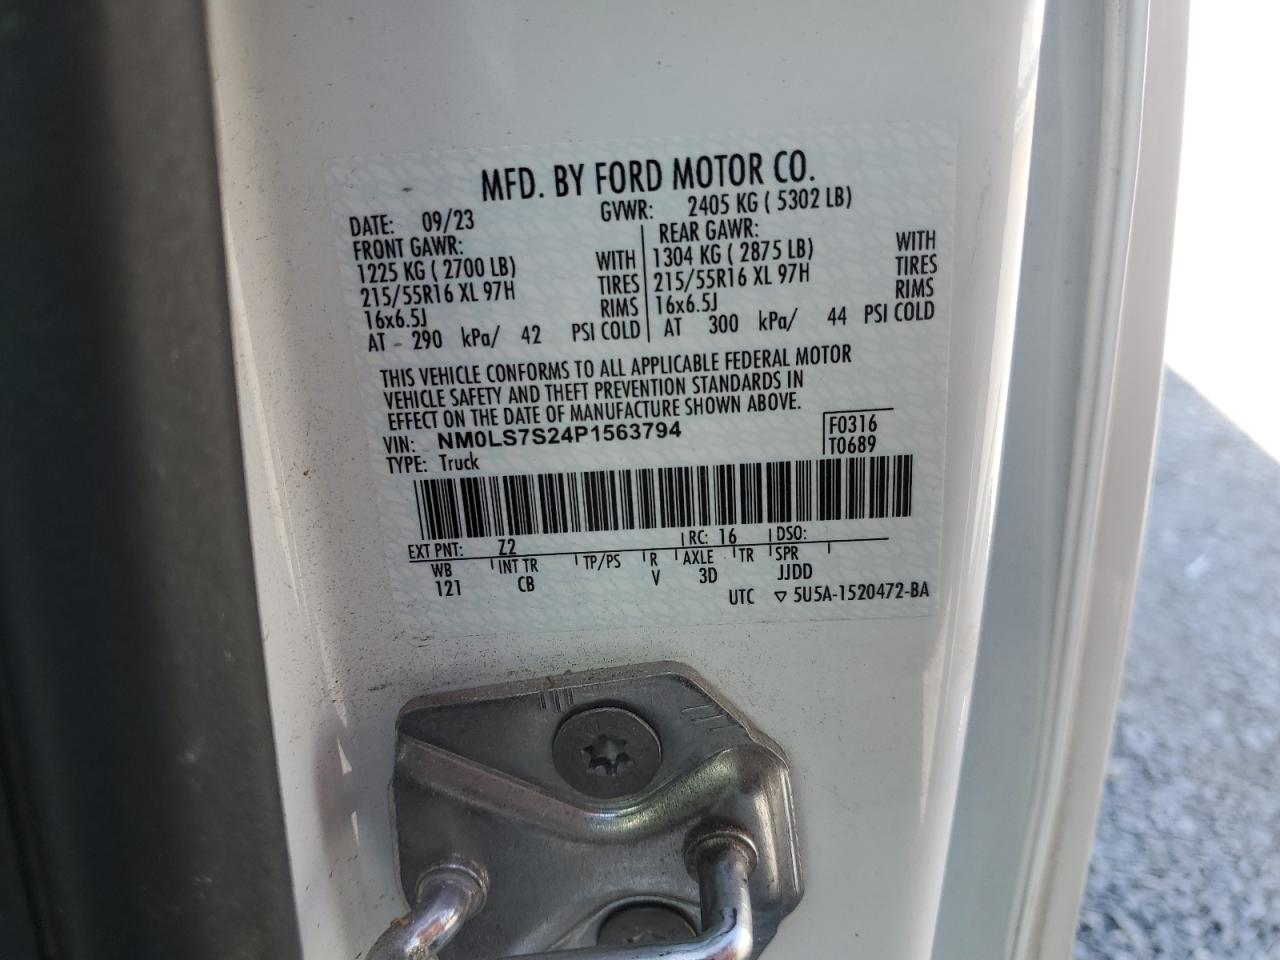 MFD. BY FORD MOTOR CO.
DATE: 09/23 GVWR: 2405 KG ( 5302 LB)
FRONT GAWR: REAR GAWR:
1225 KG ( 2700 LB) WITH 1304 KG ( 2875 LB) WITH
215/55R16 XL 97H TIRES 215/55R16 XL 97H TIRES
16x6.5J RIMS 16x6.5J RIMS
AT - 290 kPa/ 42 PSI COLD AT 300 kPa/ 44 PSI COLD
THIS VEHICLE CONFORMS TO ALL APPLICABLE FEDERAL MOTOR
VEHICLE SAFETY AND THEFT PREVENTION STANDARDS IN
EFFECT ON THE DATE OF MANUFACTURE SHOWN ABOVE.
VIN: NM0LS7S24P1563794 F0316
TYPE: Truck T0689
EXT PNT: Z2 RC: 16 DSO:
WB INT TR TP/PS R AXLE TR SPR
121 CB V 3D JJDD
UTC ▽ 5U5A-1520472-BA